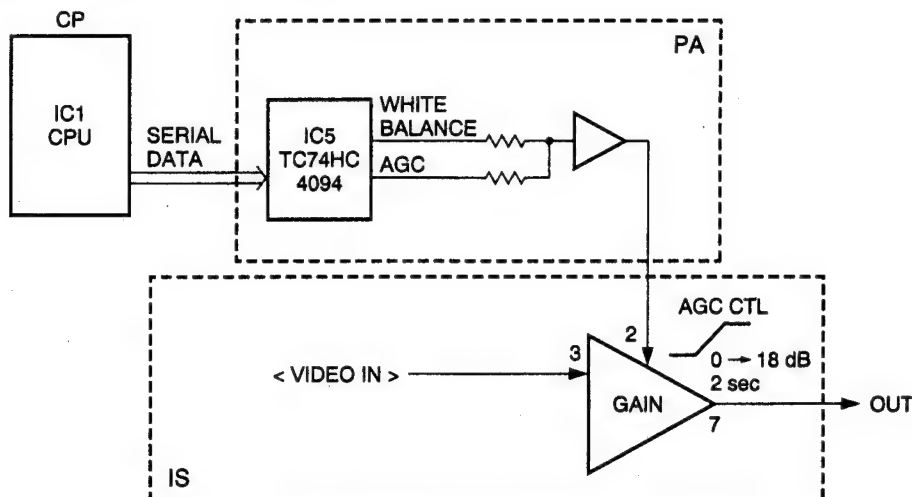 CP
PA
IC1
CPU
SERIAL
DATA
IC5
TC74HC
4094
WHITE
BALANCE
AGC
AGC CTL
0 → 18 dB
2 sec
2
3
< VIDEO IN >
GAIN
7
OUT
IS